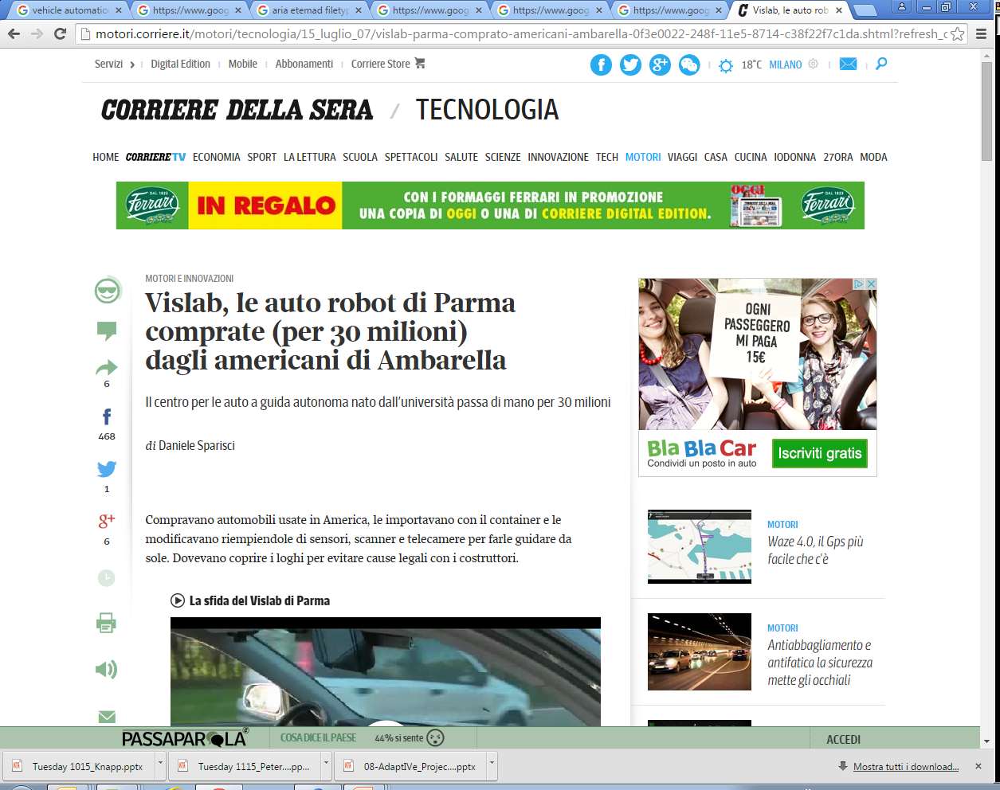 vehicle automatio
https://www.goog
aria etemad filetyp
https://www.goog
https://www.goog
https://www.goog
Vislab, le auto rob
motori.corriere.it/motori/tecnologia/15_luglio_07/vislab-parma-comprato-americani-ambarella-0f3e0022-248f-11e5-8714-c38f22f7c1da.shtml?refresh_c
Servizi
Digital Edition
Mobile
Abbonamenti
Corriere Store
18°C MILANO
CORRIERE DELLA SERA / TECNOLOGIA
HOME CORRIERETV ECONOMIA SPORT LA LETTURA SCUOLA SPETTACOLI SALUTE SCIENZE INNOVAZIONE TECH MOTORI VIAGGI CASA CUCINA IODONNA 27ORA MODA
DAL 1823
Ferrari
IN REGALO
CON I FORMAGGI FERRARI IN PROMOZIONE
UNA COPIA DI OGGI O UNA DI CORRIERE DIGITAL EDITION.
OGGI
DAL 1823
Ferrari
MOTORI E INNOVAZIONI
Vislab, le auto robot di Parma
comprate (per 30 milioni)
dagli americani di Ambarella
Il centro per le auto a guida autonoma nato dall'università passa di mano per 30 milioni
di Daniele Sparisci
6
468
1
g+
6
Compravano automobili usate in America, le importavano con il container e le
modificavano riempiendole di sensori, scanner e telecamere per farle guidare da
sole. Dovevano coprire i loghi per evitare cause legali con i costruttori.
La sfida del Vislab di Parma
OGNI
PASSEGGERO
MI PAGA
15€
Bla Bla Car
Condividi un posto in auto
Iscriviti gratis
MOTORI
Waze 4.0, il Gps più
facile che c'è
MOTORI
Antiabbagliamento e
antifatica la sicurezza
mette gli occhiali
PASSAPAROLA
COSA DICE IL PAESE
44% si sente
ACCEDI
Tuesday 1015_Knapp.pptx
Tuesday 1115_Peter....pp...
08-AdaptIVe_Projec....pptx
Mostra tutti i download...